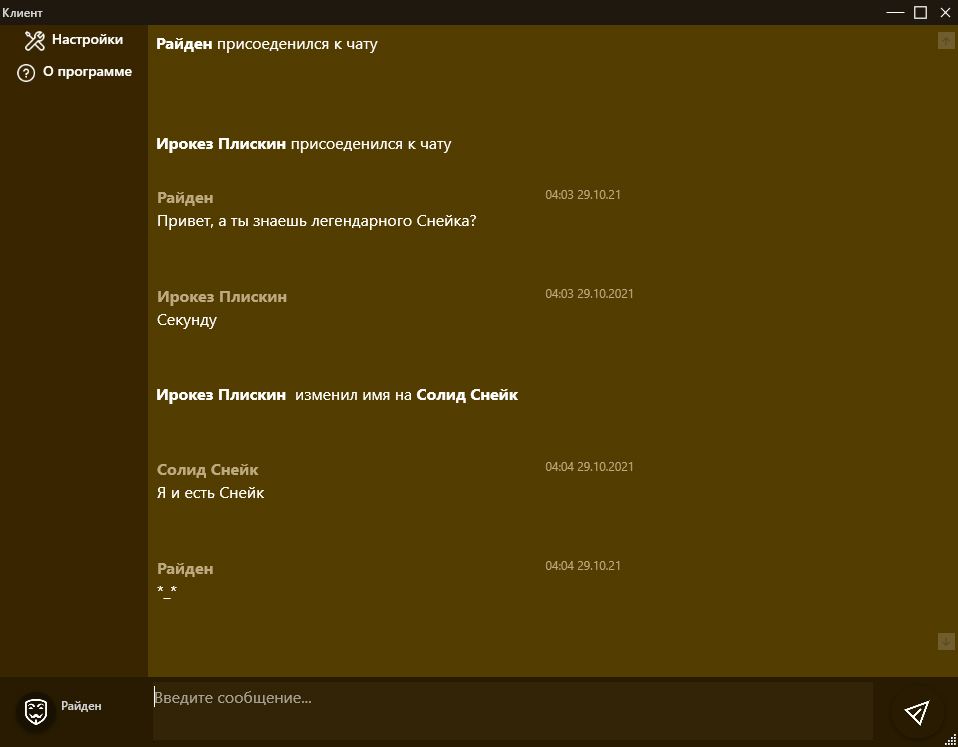 Клиент
Настройки
О программе
Райден присоеденился к чату
Ирокез Плискин присоеденился к чату
Райден 04:03 29.10.21
Привет, а ты знаешь легендарного Снейка?
Ирокез Плискин 04:03 29.10.2021
Секунду
Ирокез Плискин изменил имя на Солид Снейк
Солид Снейк 04:04 29.10.2021
Я и есть Снейк
Райден 04:04 29.10.21
*_*
Райден
Введите сообщение...